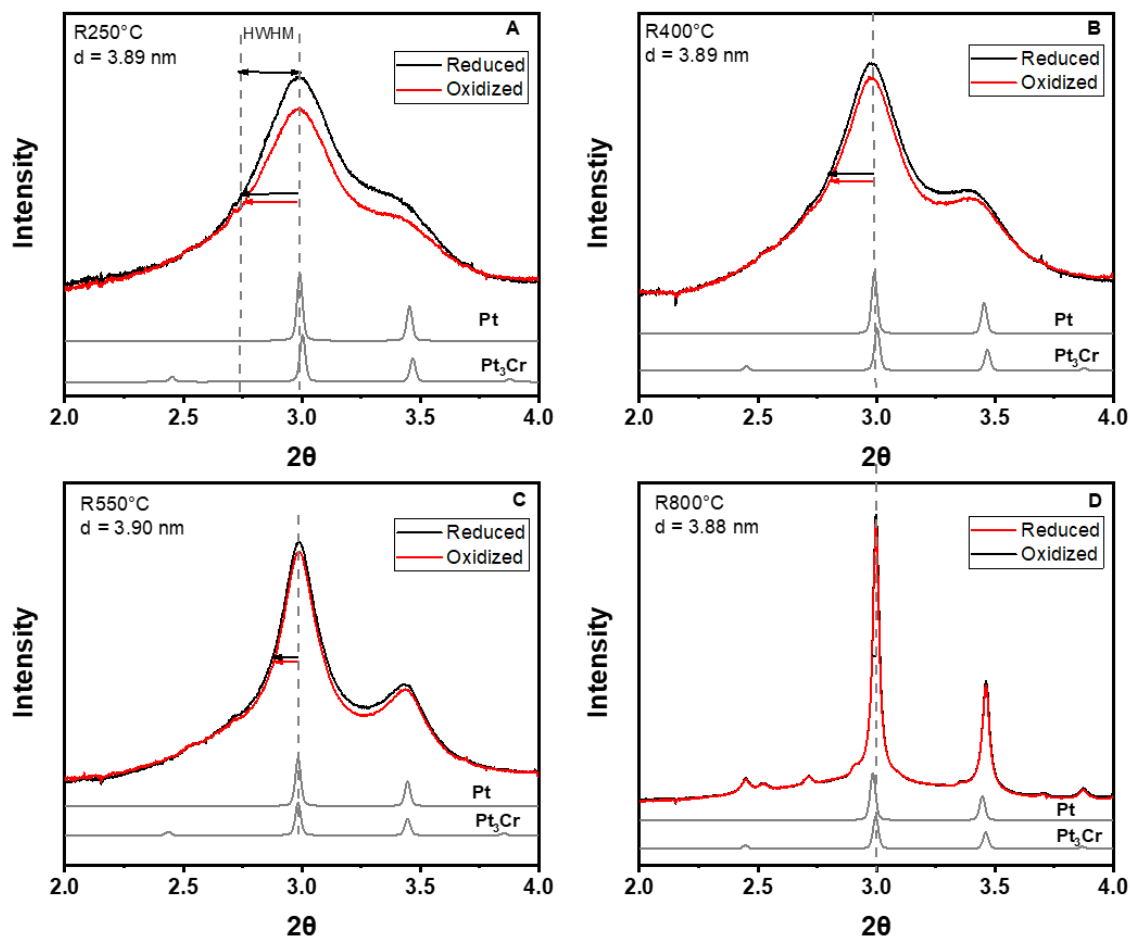 R250°C
d = 3.89 nm
HWHM
A
Reduced
Oxidized
Intensity
Pt
Pt₃Cr
2.0 2.5 3.0 3.5 4.0
2θ
R400°C
d = 3.89 nm
B
Reduced
Oxidized
Intenstiy
Pt
Pt₃Cr
2.0 2.5 3.0 3.5 4.0
2θ
R550°C
d = 3.90 nm
C
Reduced
Oxidized
Intensity
Pt
Pt₃Cr
2.0 2.5 3.0 3.5 4.0
2θ
R800°C
d = 3.88 nm
D
Reduced
Oxidized
Intensity
Pt
Pt₃Cr
2.0 2.5 3.0 3.5 4.0
2θ